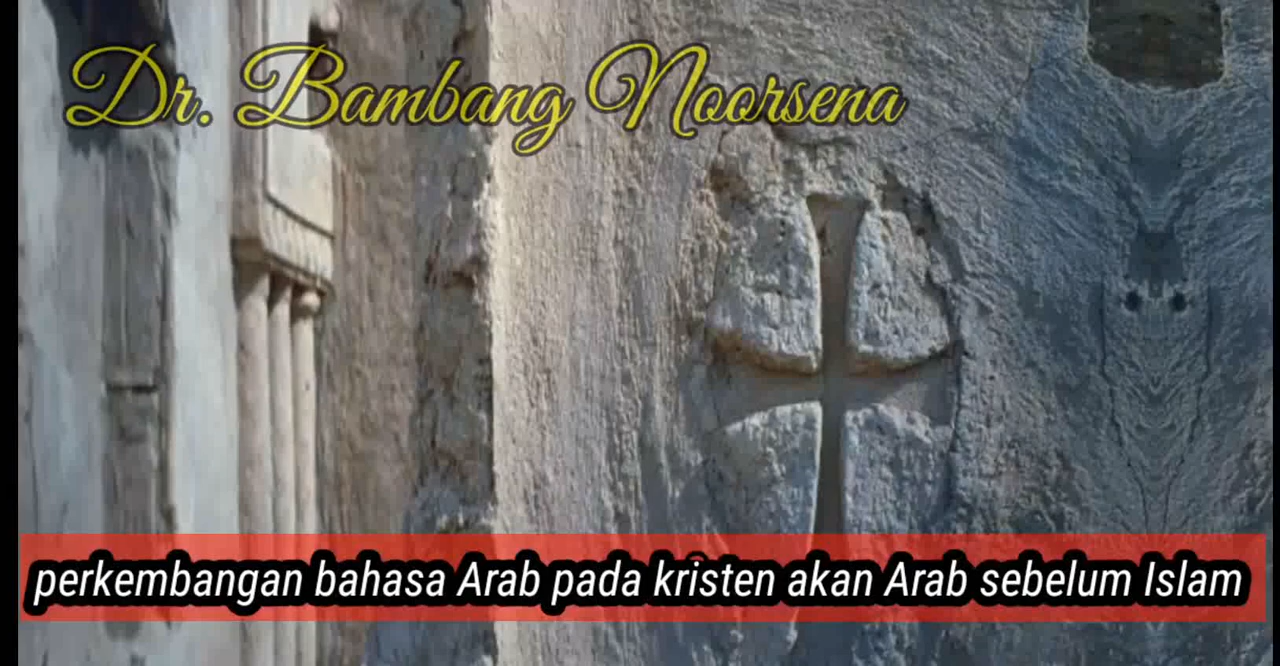 Dr. Bambang Noorsena
perkembangan bahasa Arab pada kristen akan Arab sebelum Islam